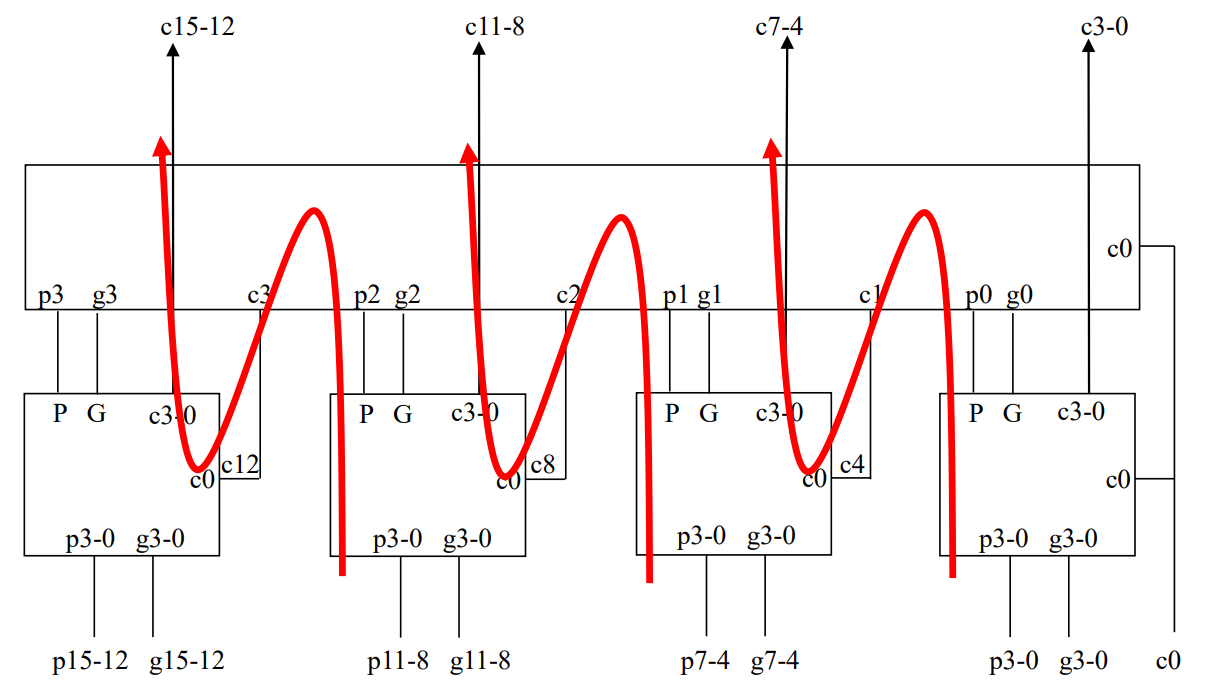 c15-12 c11-8 c7-4 c3-0
c0
p3 g3 c3 p2 g2 c2 p1 g1 c1 p0 g0
P G c3-0 P G c3-0 P G c3-0 P G c3-0
c0 c12 c0 c8 c0 c4 c0
p3-0 g3-0 p3-0 g3-0 p3-0 g3-0 p3-0 g3-0
p15-12 g15-12 p11-8 g11-8 p7-4 g7-4 p3-0 g3-0 c0